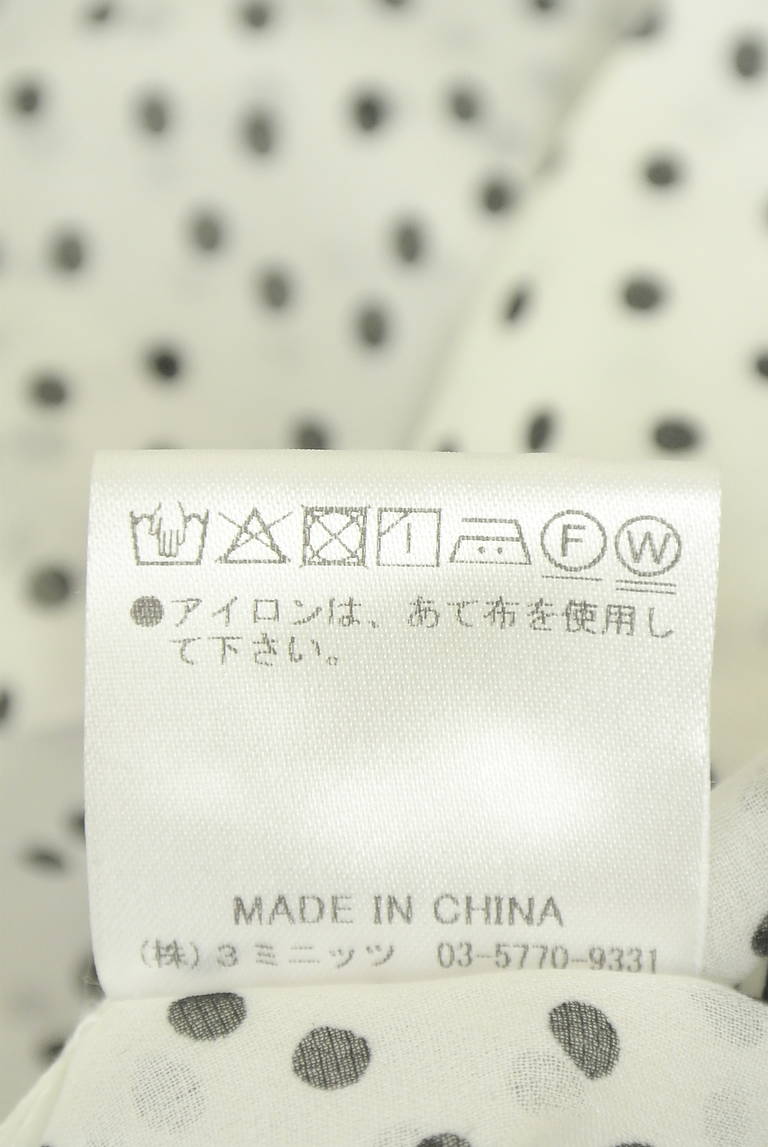 F W
●アイロンは、あて布を使用し
て下さい。
MADE IN CHINA
(株)3ミニッツ 03-5770-9331